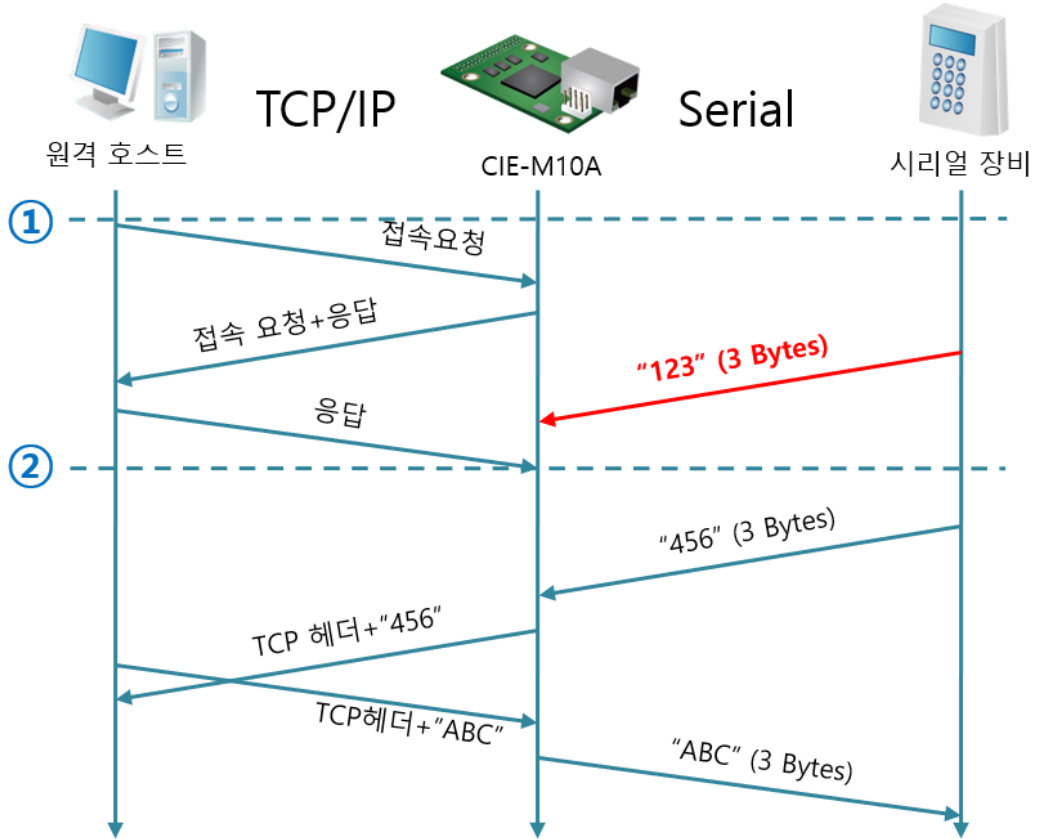 TCP/IP
Serial
원격 호스트
CIE-M10A
시리얼 장비
①
접속요청
접속 요청+응답
“123” (3 Bytes)
응답
②
“456” (3 Bytes)
TCP 헤더+“456”
TCP헤더+“ABC”
“ABC” (3 Bytes)